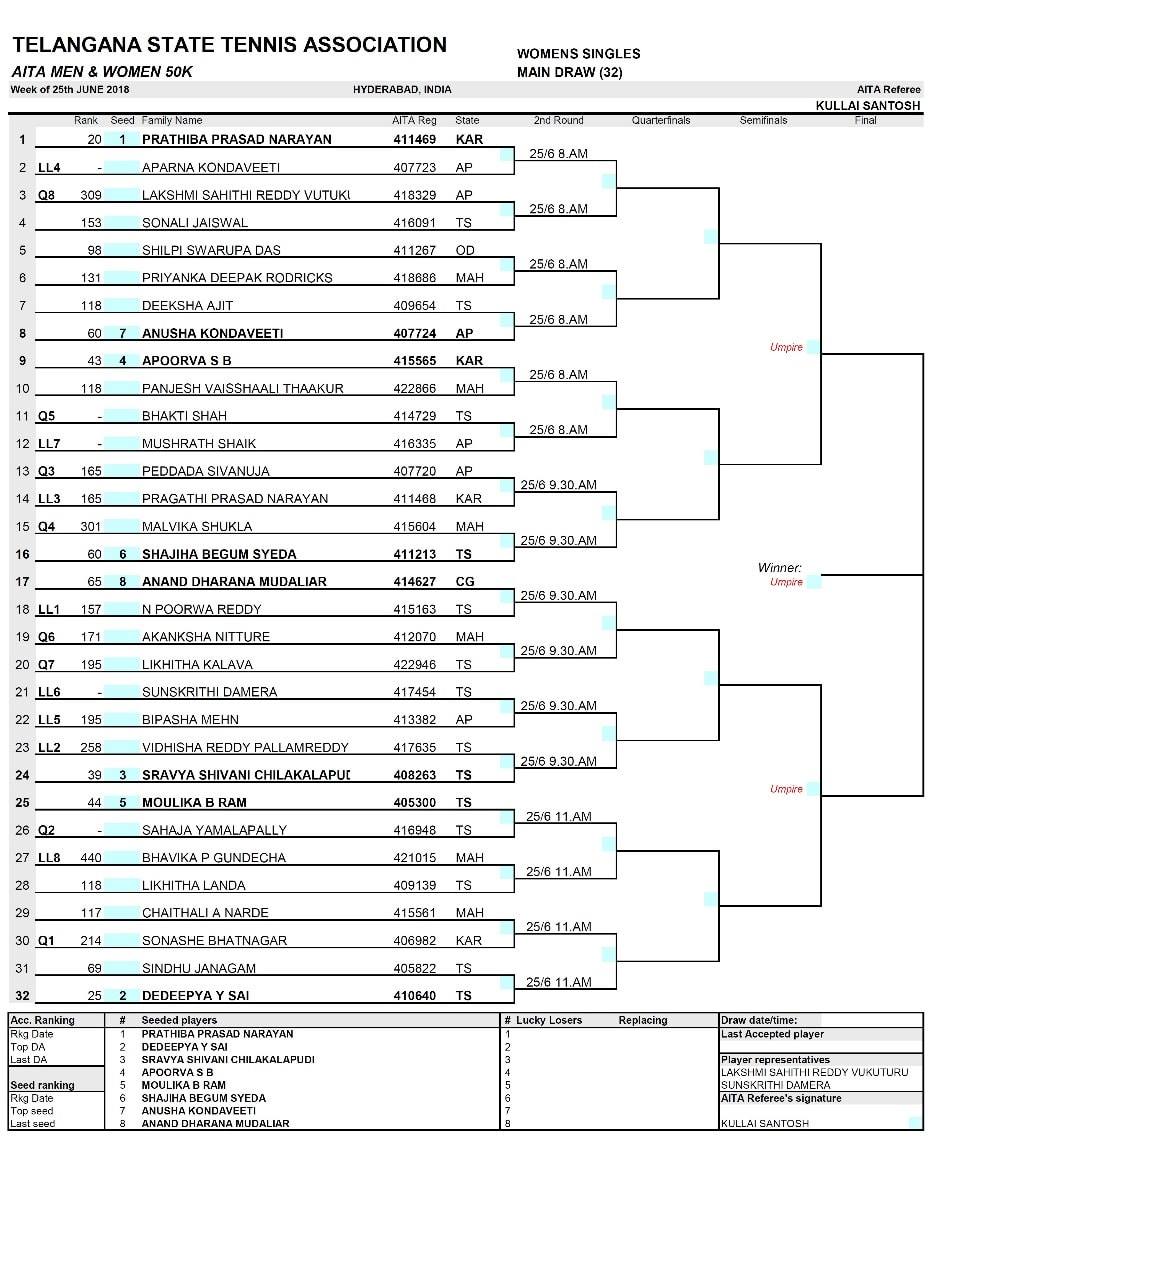 TELANGANA STATE TENNIS ASSOCIATION
WOMENS SINGLES
AITA MEN & WOMEN 50K MAIN DRAW (32)
Week of 25th JUNE 2018 HYDERABAD, INDIA AITA Referee
KULLAI SANTOSH
Rank Seed Family Name AITA Reg State 2nd Round Quarterfinals Semifinals Final
1 20 1 PRATHIBA PRASAD NARAYAN 411469 KAR
25/6 8.AM
2 LL4 - APARNA KONDAVEETI 407723 AP
3 Q8 309 LAKSHMI SAHITHI REDDY VUTUKU 418329 AP
25/6 8.AM
4 153 SONALI JAISWAL 416091 TS
5 98 SHILPI SWARUPA DAS 411267 OD
25/6 8.AM
6 131 PRIYANKA DEEPAK RODRICKS 418686 MAH
7 118 DEEKSHA AJIT 409654 TS
25/6 8.AM
8 60 7 ANUSHA KONDAVEETI 407724 AP
Umpire
9 43 4 APOORVA S B 415565 KAR
25/6 8.AM
10 118 PANJESH VAISSHAALI THAAKUR 422866 MAH
11 Q5 - BHAKTI SHAH 414729 TS
25/6 8.AM
12 LL7 - MUSHRATH SHAIK 416335 AP
13 Q3 165 PEDDADA SIVANUJA 407720 AP
25/6 9.30.AM
14 LL3 165 PRAGATHI PRASAD NARAYAN 411468 KAR
15 Q4 301 MALVIKA SHUKLA 415604 MAH
25/6 9.30.AM
16 60 6 SHAJIHA BEGUM SYEDA 411213 TS
Winner:
17 65 8 ANAND DHARANA MUDALIAR 414627 CG Umpire
25/6 9.30.AM
18 LL1 157 N POORWA REDDY 415163 TS
19 Q6 171 AKANKSHA NITTURE 412070 MAH
25/6 9.30.AM
20 Q7 195 LIKHITHA KALAVA 422946 TS
21 LL6 - SUNSKRITHI DAMERA 417454 TS
25/6 9.30.AM
22 LL5 195 BIPASHA MEHN 413382 AP
23 LL2 258 VIDHISHA REDDY PALLAMREDDY 417635 TS
25/6 9.30.AM
24 39 3 SRAVYA SHIVANI CHILAKALAPUD 408263 TS
Umpire
25 44 5 MOULIKA B RAM 405300 TS
25/6 11.AM
26 Q2 - SAHAJA YAMALAPALLY 416948 TS
27 LL8 440 BHAVIKA P GUNDECHA 421015 MAH
25/6 11.AM
28 118 LIKHITHA LANDA 409139 TS
29 117 CHAITHALI A NARDE 415561 MAH
25/6 11.AM
30 Q1 214 SONASHE BHATNAGAR 406982 KAR
31 69 SINDHU JANAGAM 405822 TS
25/6 11.AM
32 25 2 DEDEEPYA Y SAI 410640 TS
Acc. Ranking # Seeded players # Lucky Losers Replacing Draw date/time:
Rkg Date 1 PRATHIBA PRASAD NARAYAN 1 Last Accepted player
Top DA 2 DEDEEPYA Y SAI 2
Last DA 3 SRAVYA SHIVANI CHILAKALAPUDI 3 Player representatives
4 APOORVA S B 4 LAKSHMI SAHITHI REDDY VUKUTURU
Seed ranking 5 MOULIKA B RAM 5 SUNSKRITHI DAMERA
Rkg Date 6 SHAJIHA BEGUM SYEDA 6 AITA Referee's signature
Top seed 7 ANUSHA KONDAVEETI 7
Last seed 8 ANAND DHARANA MUDALIAR 8 KULLAI SANTOSH